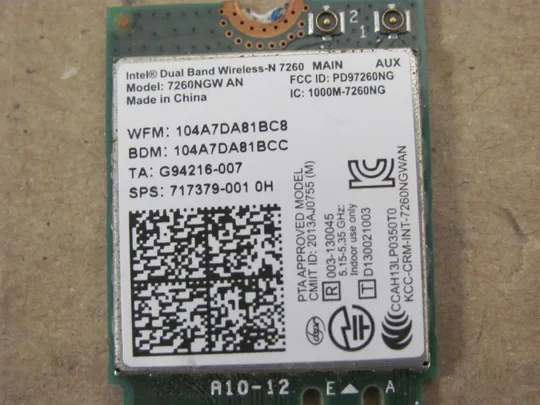 2
1
Intel® Dual Band Wireless-N 7260 MAIN AUX
Model: 7260NGW AN FCC ID: PD97260NG
Made in China IC: 1000M-7260NG
WFM: 104A7DA81BC8
BDM: 104A7DA81BCC
TA: G94216-007
SPS: 717379-001 0H
PTA APPROVED MODEL
CMIIT ID: 2013AJ0755 (M)
R 003-130045
5.15-5.35 GHz:
Indoor use only
T D130021003
CCAH13LP0350T0
KCC-CRM-INT-7260NGWAN
A10-12 E A